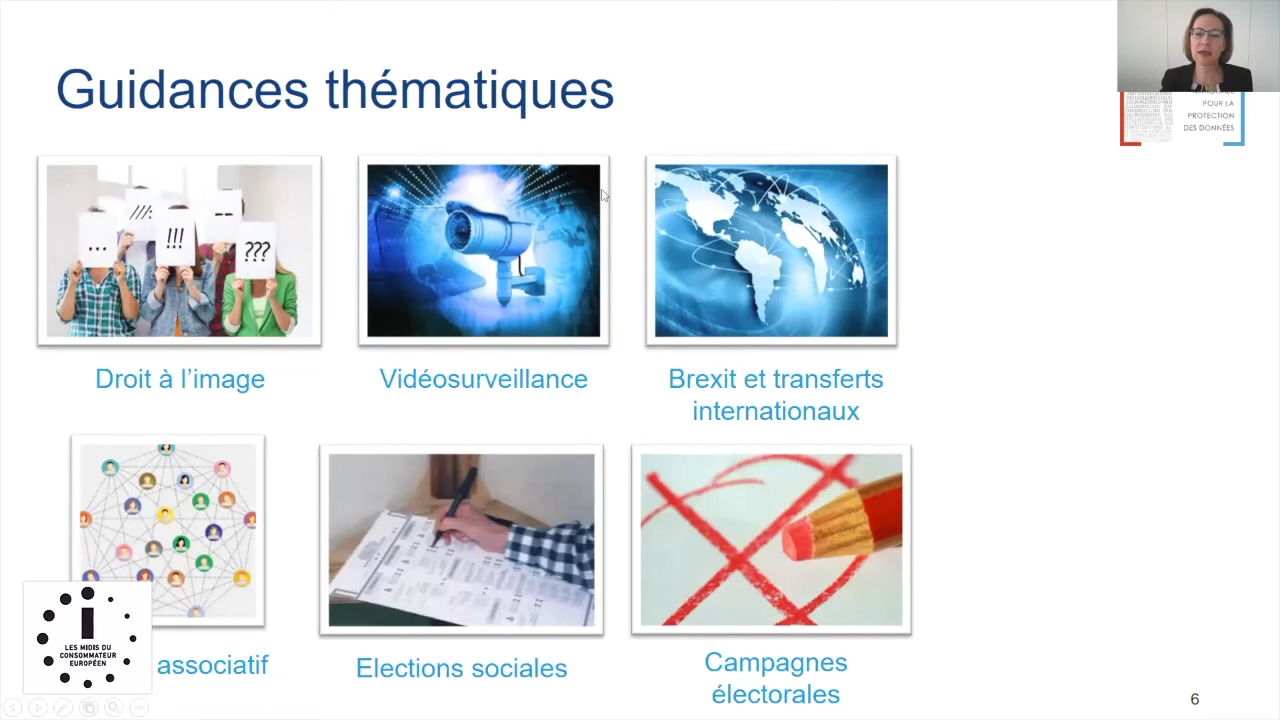 Guidances thématiques
POUR LA
PROTECTION
DES DONNÉES
///:
...
!!!
--
???
Droit à l’image
Vidéosurveillance
Brexit et transferts
internationaux
LES MIDIS DU
CONSOMMATEUR
EUROPÉEN
associatif
Elections sociales
Campagnes
électorales
6